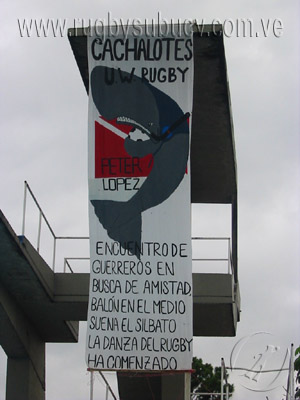 www.rugbysubucv.com.ve
CACHALOTES
U.W. RUGBY
PETER
LOPEZ
ENCUENTRO DE
GUERREROS EN
BUSCA DE AMISTAD,
BALÓN EN EL MEDIO
SUENA EL SILBATO
LA DANZA DEL RUGBY
HA COMENZADO